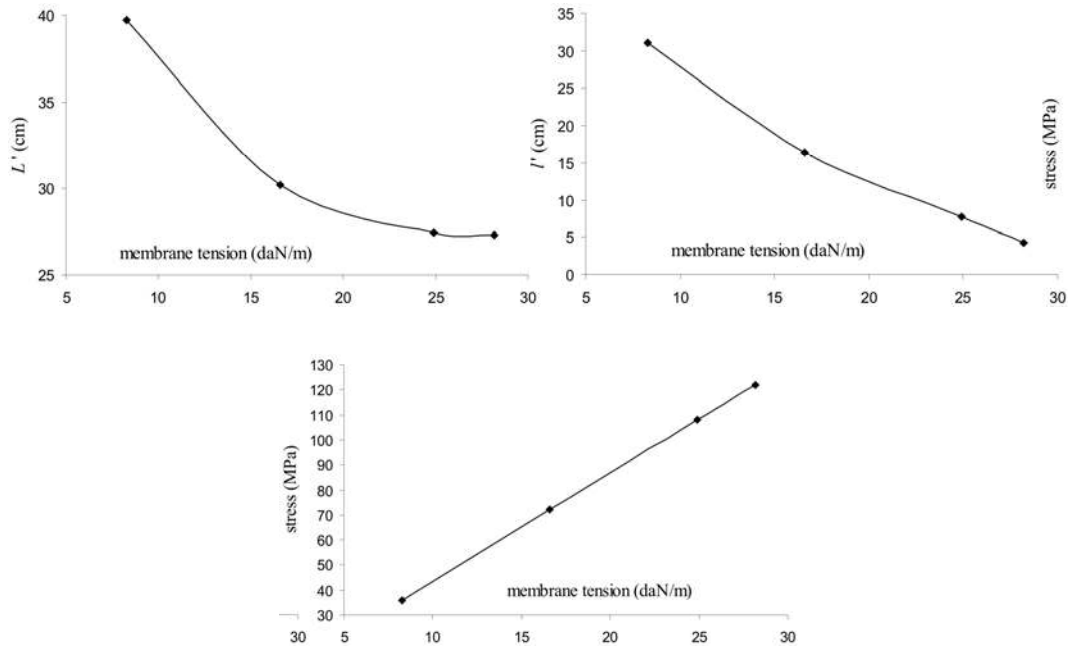 40
35
30
25
L' (cm)
membrane tension (daN/m)
5 10 15 20 25 30
35
30
25
20
15
10
5
0
l' (cm)
membrane tension (daN/m)
5 10 15 20 25 30
stress (MPa)
130
120
110
100
90
80
70
60
50
40
30
stress (MPa)
membrane tension (daN/m)
30 5 10 15 20 25 30